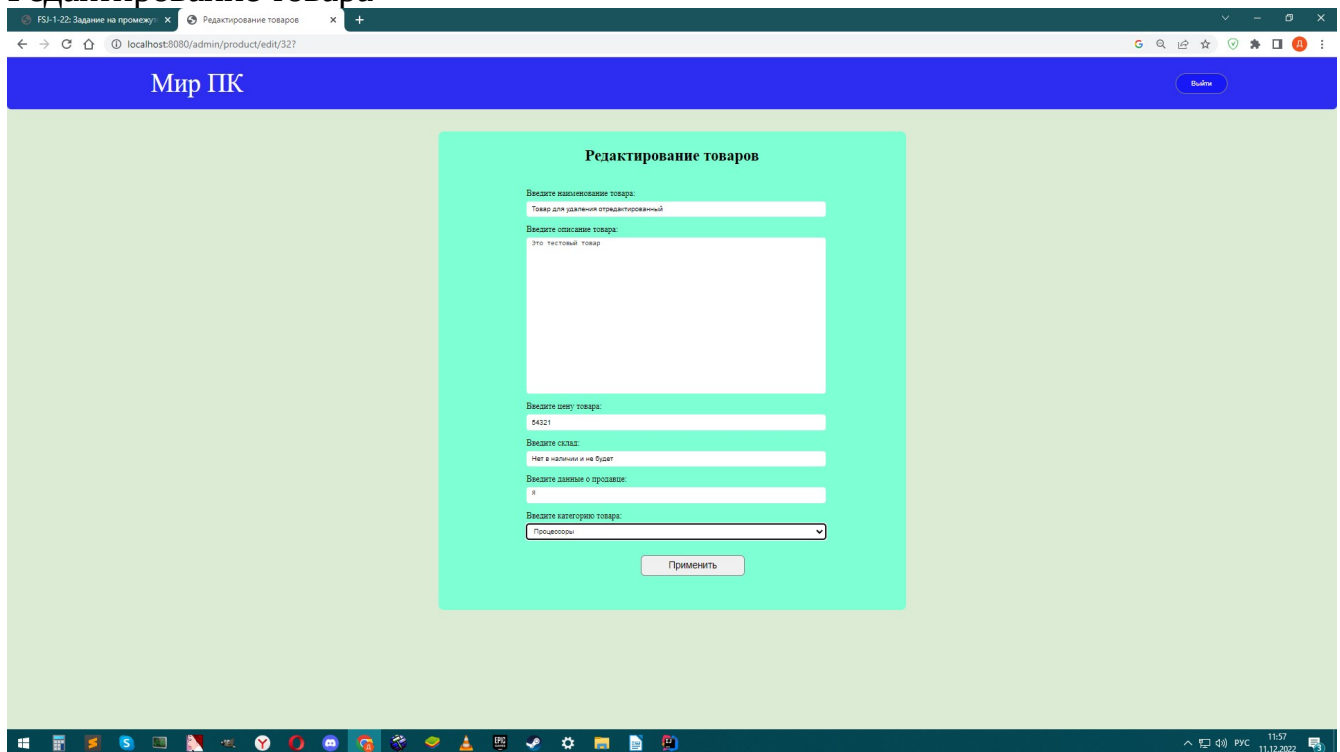 Редактирование товара
FSJ-1-22: Задание на промежут
Редактирование товаров
localhost:8080/admin/product/edit/32?
Мир ПК
Выйти
Редактирование товаров
Введите наименование товара:
Товар для удаления отредактированный
Введите описание товара:
Это тестовый товар
Введите цену товара:
54321
Введите склад:
Нет в наличии и не будет
Введите данные о продавце:
Я
Введите категорию товара:
Процессоры
Применить
EPIC
РУС
11:57
11.12.2022